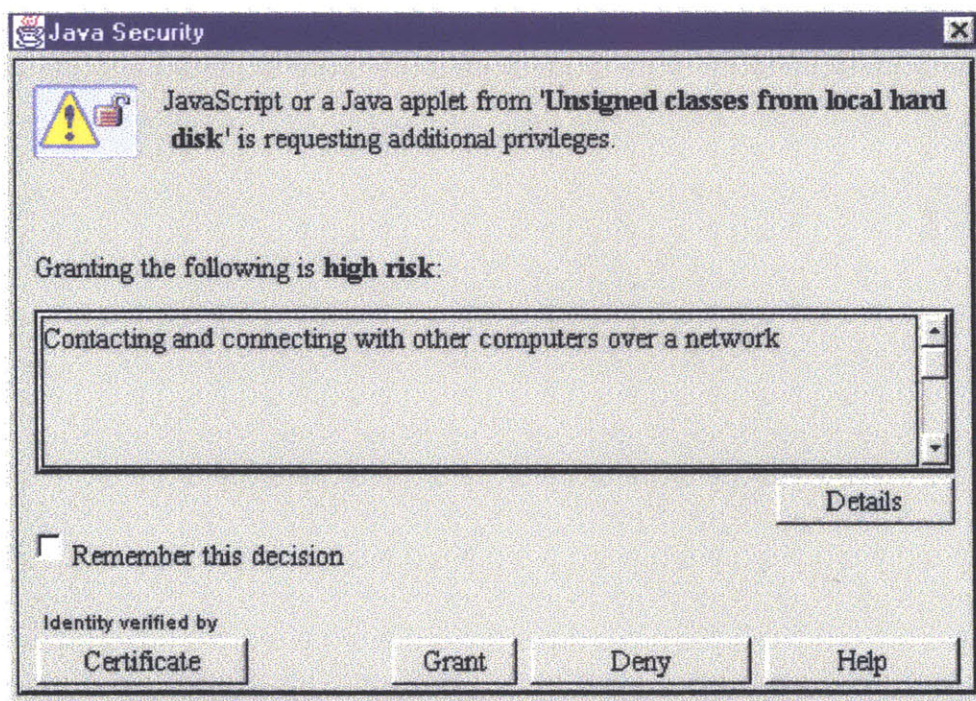 Java Security
JavaScript or a Java applet from 'Unsigned classes from local hard
disk' is requesting additional privileges.
Granting the following is high risk:
Contacting and connecting with other computers over a network
Details
Remember this decision
Identity verified by
Certificate Grant Deny Help